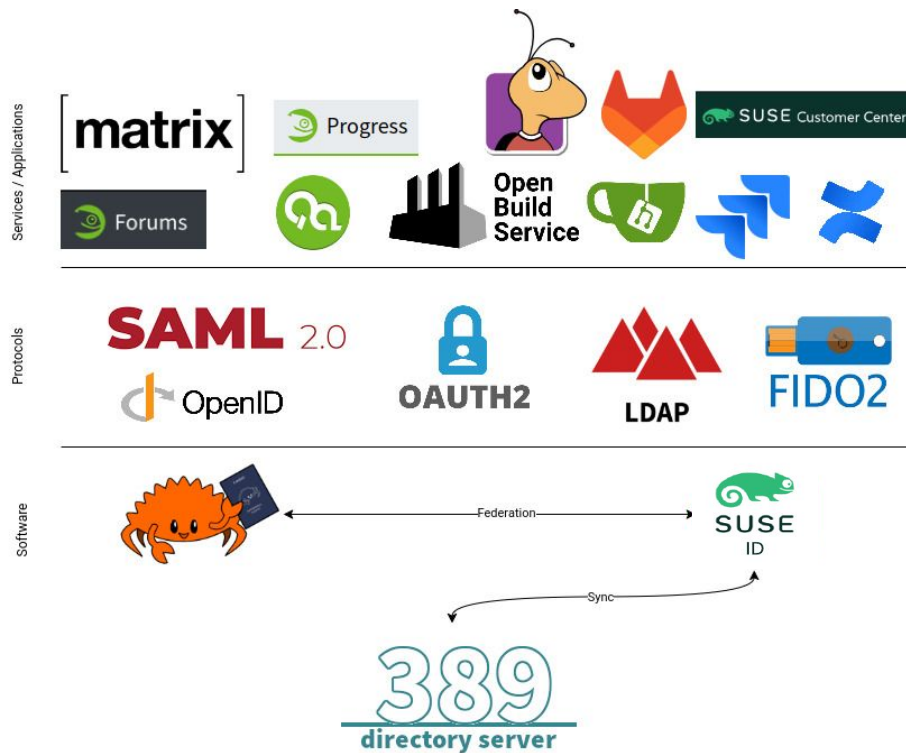 Services / Applications
[matrix]
Progress
SUSE Customer Center
Forums
Open
Build
Service
Protocols
SAML 2.0
OpenID
OAUTH2
LDAP
FIDO2
Software
Federation
SUSE
ID
Sync
389
directory server